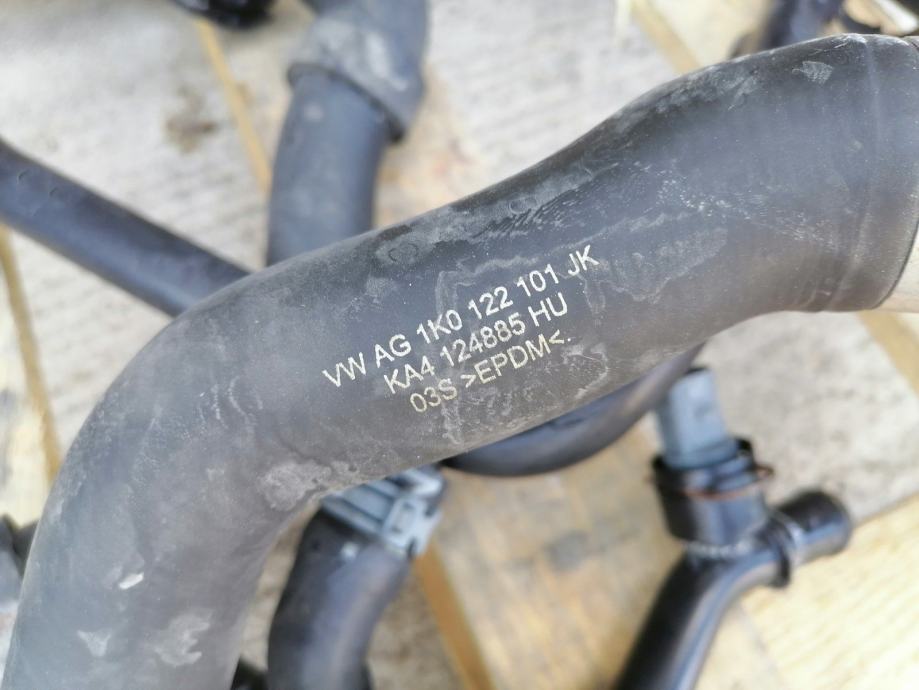 VW AG 1K0 122 101 JK
KA4 124885 HU
03S >EPDM<.